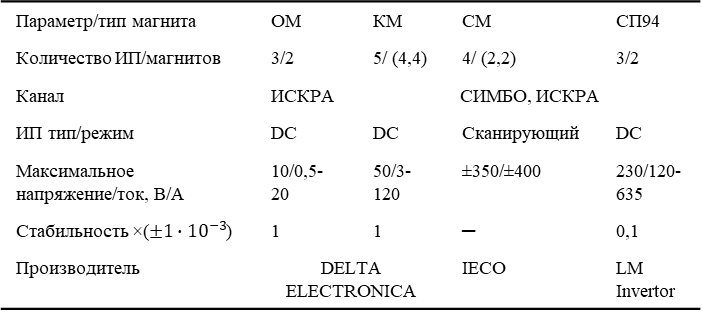 Параметр/тип магнита ОМ КМ СМ СП94
Количество ИП/магнитов 3/2 5/ (4,4) 4/ (2,2) 3/2
Канал ИСКРА СИМБО, ИСКРА
ИП тип/режим DC DC Сканирующий DC
Максимальное 10/0,5- 50/3- ±350/±400 230/120-
напряжение/ток, В/А 20 120 635
Стабильность ×(±1 · 10⁻³) 1 1 — 0,1
Производитель DELTA IECO LM
ELECTRONICA Invertor